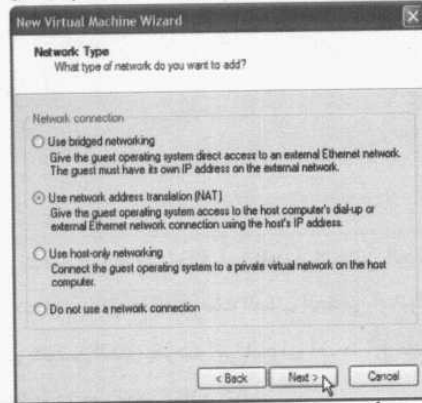 New Virtual Machine Wizard
Network Type
What type of network do you want to add?
Network connection
Use bridged networking
Give the guest operating system direct access to an external Ethernet network.
The guest must have its own IP address on the external network.
Use network address translation (NAT)
Give the guest operating system access to the host computer's dial-up or
external Ethernet network connection using the host's IP address.
Use host-only networking
Connect the guest operating system to a private virtual network on the host
computer.
Do not use a network connection
< Back
Next >
Cancel